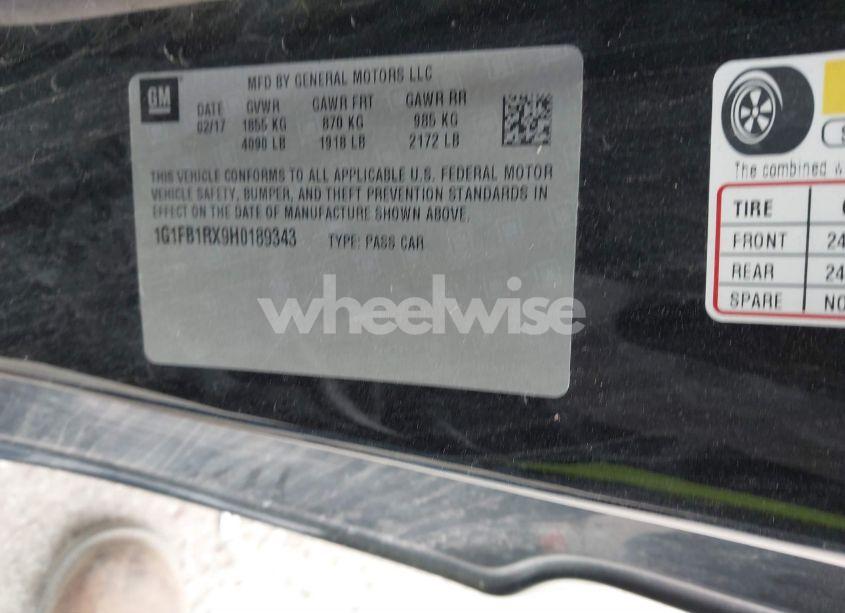 GM
MFD BY GENERAL MOTORS LLC
DATE GVWR GAWR FRT GAWR RR
02/17 1855 KG 870 KG 985 KG
4090 LB 1918 LB 2172 LB
THIS VEHICLE CONFORMS TO ALL APPLICABLE U.S. FEDERAL MOTOR
VEHICLE SAFETY, BUMPER, AND THEFT PREVENTION STANDARDS IN
EFFECT ON THE DATE OF MANUFACTURE SHOWN ABOVE.
1G1FB1RX9H0189343 TYPE: PASS CAR
wheelwise
The combined
TIRE
FRONT 24
REAR 24
SPARE NO